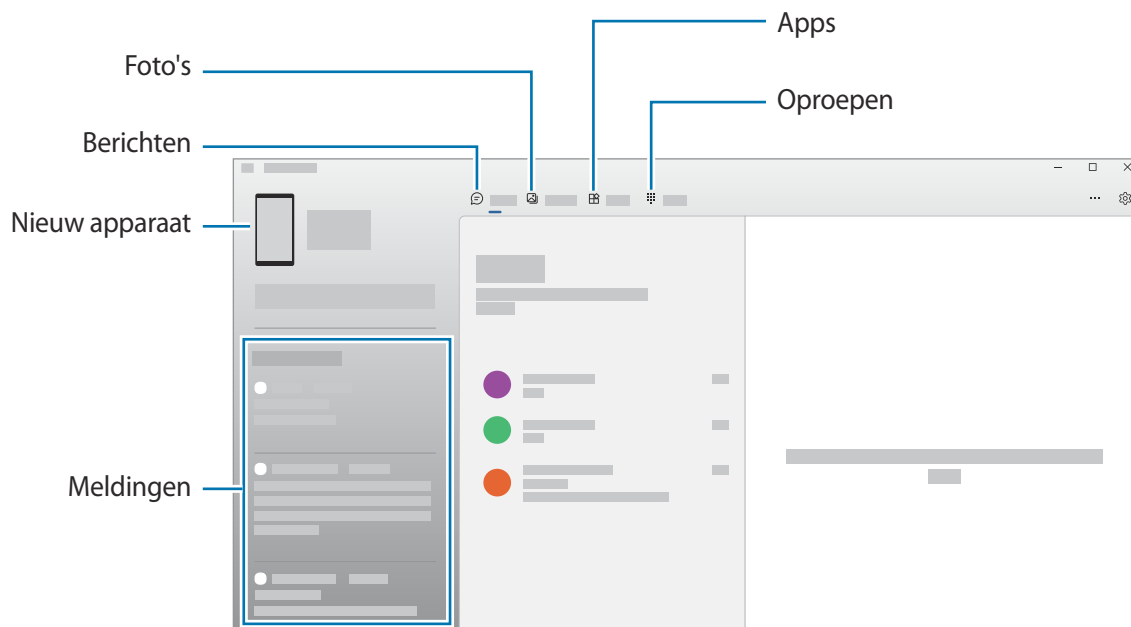 Apps
Foto's
Oproepen
Berichten
Nieuw apparaat
Meldingen